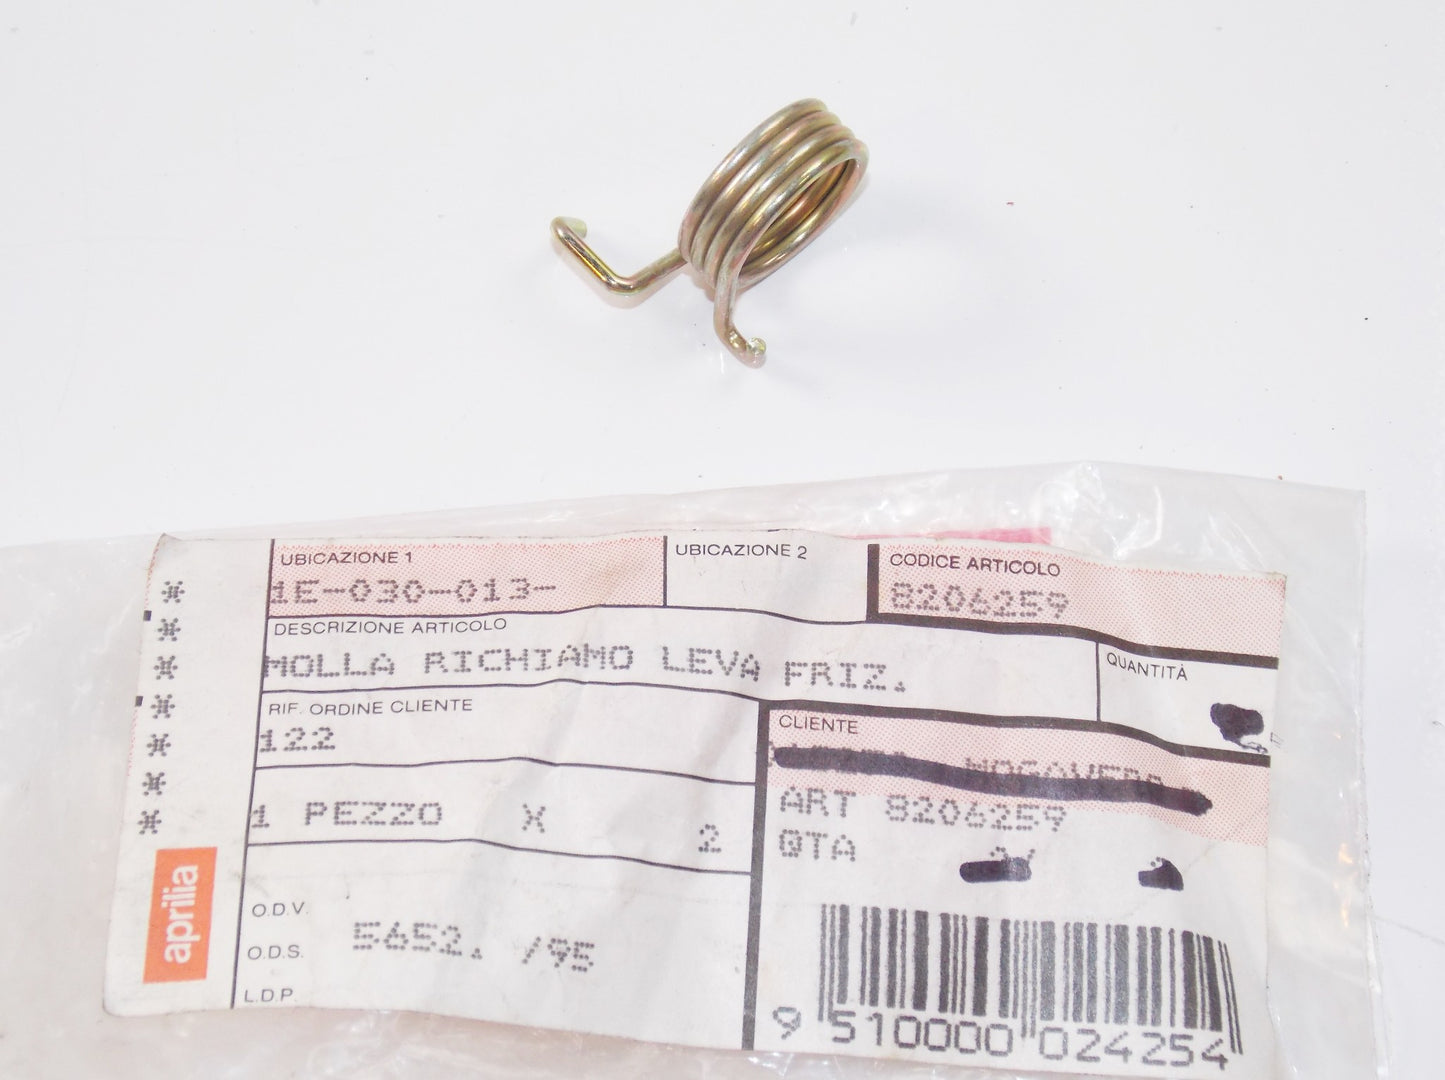 UBICAZIONE 1
1E-030-013-
UBICAZIONE 2
CODICE ARTICOLO
8206259
DESCRIZIONE ARTICOLO
MOLLA RICHIAMO LEVA FRIZ.
QUANTITÀ
RIF. ORDINE CLIENTE
122
CLIENTE
1 PEZZO X 2
ART 8206259
QTA
O.D.V.
O.D.S.
L.D.P.
5652. /95
aprilia
9 510000 024254